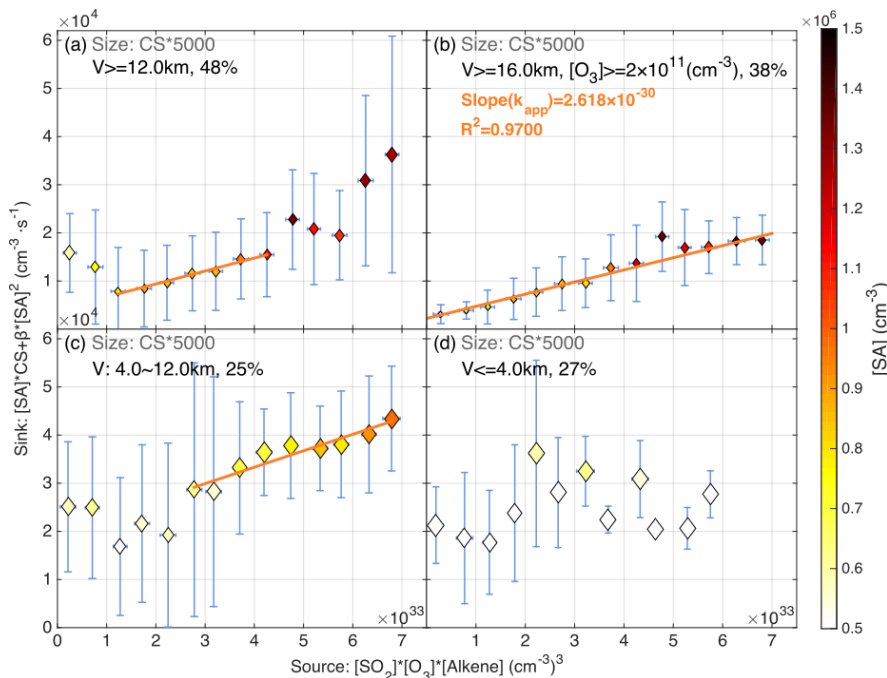 ×10⁴
(a) Size: CS*5000
V>=12.0km, 48%
(b) Size: CS*5000
V>=16.0km, [O₃]>=2×10¹¹(cm⁻³), 38%
Slope(k_app)=2.618×10⁻³⁰
R²=0.9700
6
5
4
3
2
1
×10⁴
(c) Size: CS*5000
V: 4.0~12.0km, 25%
(d) Size: CS*5000
V<=4.0km, 27%
6
5
4
3
2
1
0
0 1 2 3 4 5 6 7
×10³³
1 2 3 4 5 6 7
×10³³
Sink: [SA]*CS+β*[SA]² (cm⁻³ ·s⁻¹)
Source: [SO₂]*[O₃]*[Alkene] (cm⁻³)³
×10⁶
1.5
1.4
1.3
1.2
1.1
1
0.9
0.8
0.7
0.6
0.5
[SA] (cm⁻³)